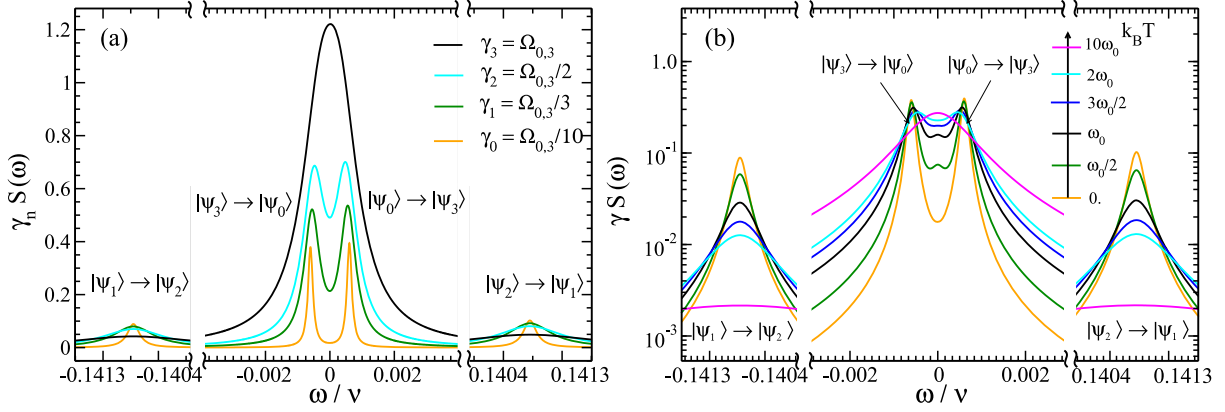 (a)
γ₃ = Ω₀,₃
γ₂ = Ω₀,₃/2
γ₁ = Ω₀,₃/3
γ₀ = Ω₀,₃/10
|ψ₃⟩ → |ψ₀⟩
|ψ₀⟩ → |ψ₃⟩
|ψ₁⟩ → |ψ₂⟩
|ψ₂⟩ → |ψ₁⟩
γₙ S(ω)
1.2
1
0.8
0.6
0.4
0.2
0
-0.1413 -0.1404 -0.002 0 0.002 0.1404 0.1413
ω / ν
(b)
k_BT
10ω₀
2ω₀
3ω₀/2
ω₀
ω₀/2
0.
|ψ₃⟩ → |ψ₀⟩
|ψ₀⟩ → |ψ₃⟩
|ψ₁⟩ → |ψ₂⟩
|ψ₂⟩ → |ψ₁⟩
γ S(ω)
1.0
10⁻¹
10⁻²
10⁻³
-0.1413 -0.1404 -0.002 0 0.002 0.1404 0.1413
ω / ν